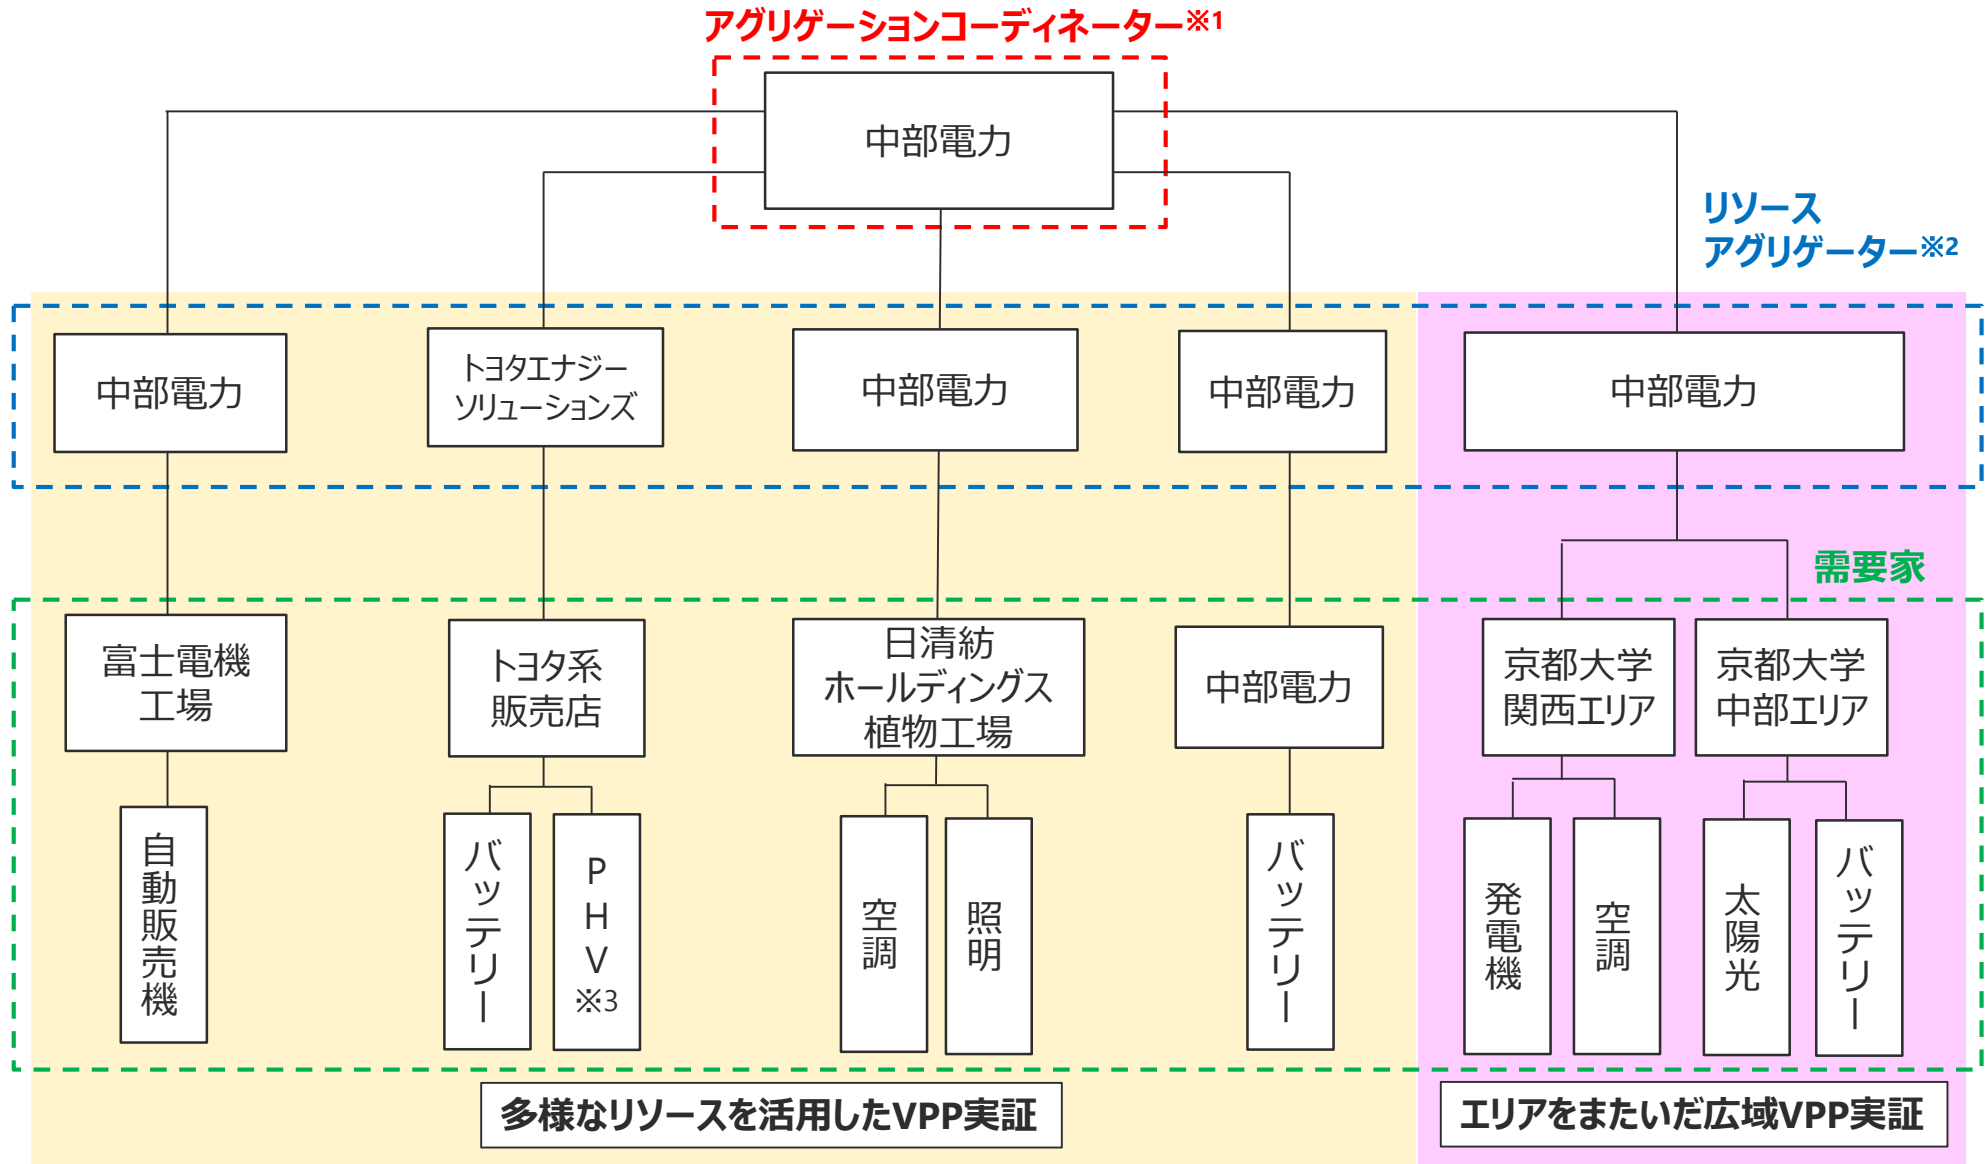 アグリゲーションコーディネーター※1
中部電力
リソース
アグリゲーター※2
中部電力
トヨタエナジー
ソリューションズ
中部電力
中部電力
中部電力
需要家
富士電機
工場
トヨタ系
販売店
日清紡
ホールディングス
植物工場
中部電力
京都大学
関西エリア
京都大学
中部エリア
自動販売機
バッテリー
PHV※3
空調
照明
バッテリー
発電機
空調
太陽光
バッテリー
多様なリソースを活用したVPP実証
エリアをまたいだ広域VPP実証